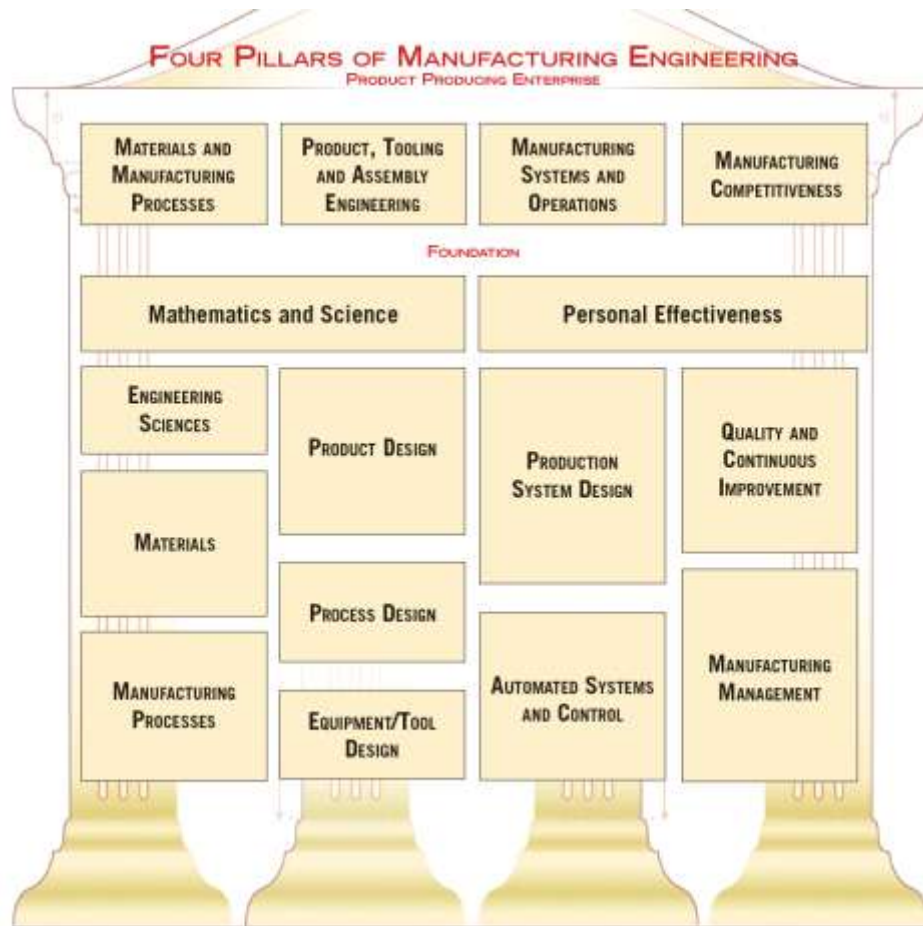 Four Pillars of Manufacturing Engineering
Product Producing Enterprise
Materials and
Manufacturing
Processes
Product, Tooling
and Assembly
Engineering
Manufacturing
Systems and
Operations
Manufacturing
Competitiveness
Foundation
Mathematics and Science
Personal Effectiveness
Engineering
Sciences
Materials
Manufacturing
Processes
Product Design
Process Design
Equipment/Tool
Design
Production
System Design
Automated Systems
and Control
Quality and
Continuous
Improvement
Manufacturing
Management